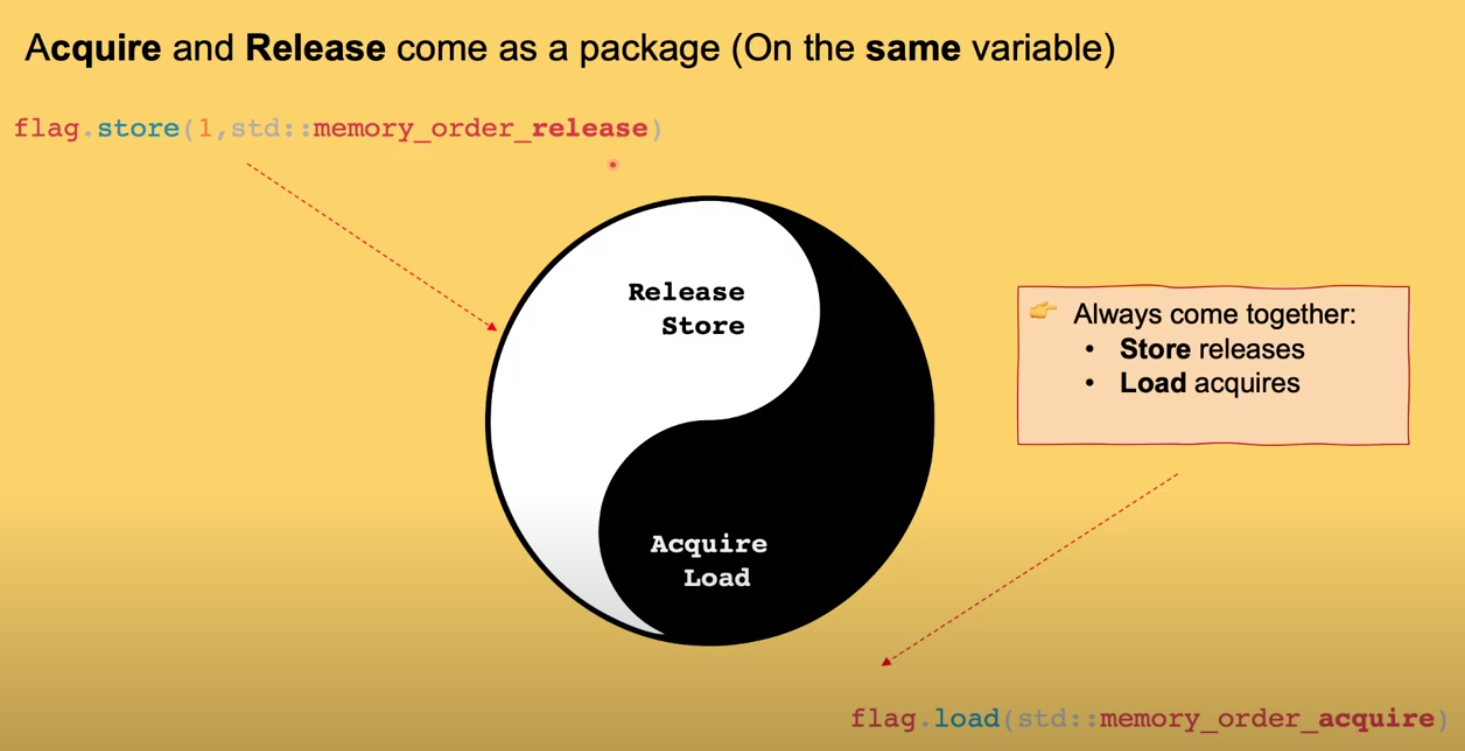 Acquire and Release come as a package (On the same variable)
flag.store(1,std::memory_order_release)
Release
Store
👉 Always come together:
• Store releases
• Load acquires
Acquire
Load
flag.load(std::memory_order_acquire)